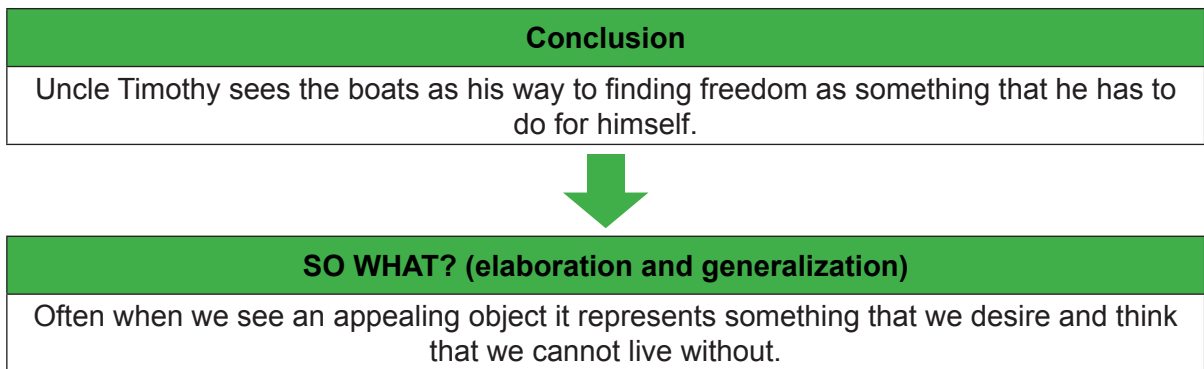 Conclusion
Uncle Timothy sees the boats as his way to finding freedom as something that he has to
do for himself.
SO WHAT? (elaboration and generalization)
Often when we see an appealing object it represents something that we desire and think
that we cannot live without.